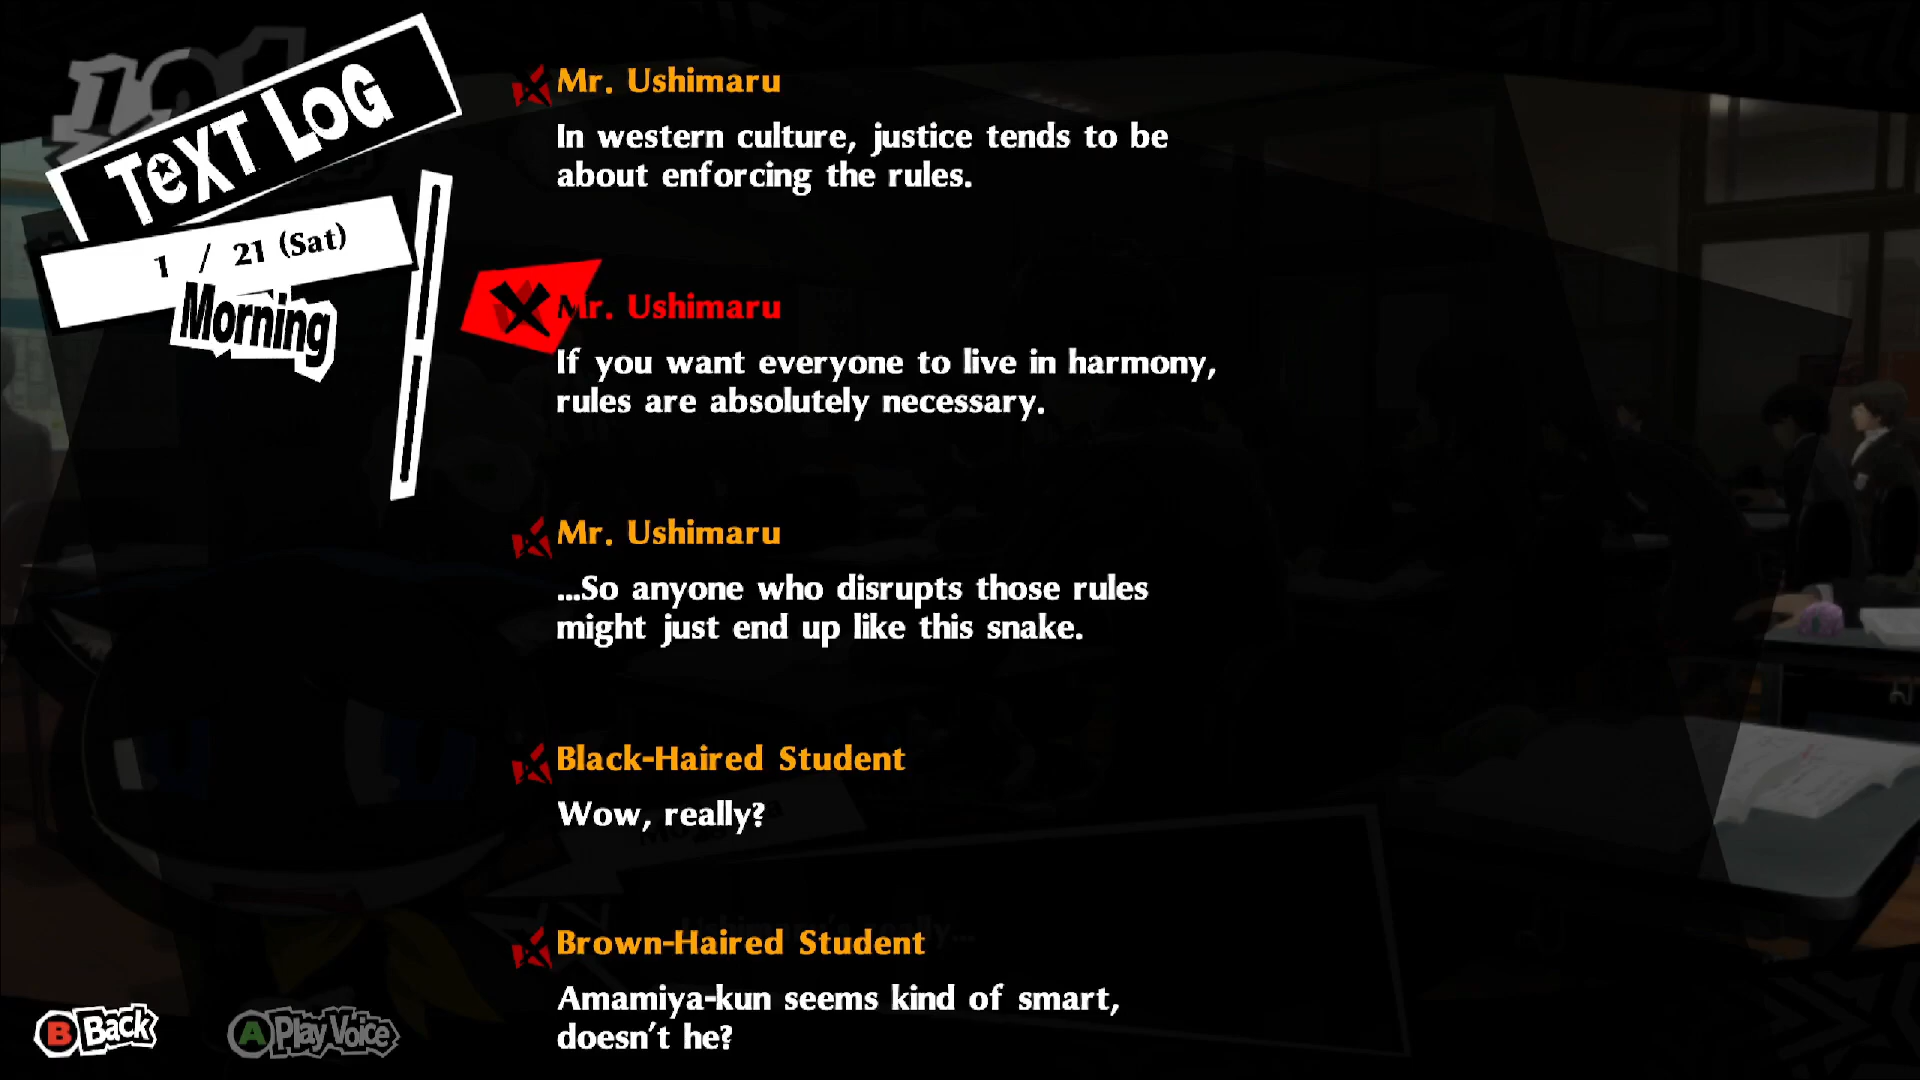 TeXT LOG
1 / 21 (Sat)
Morning
Mr. Ushimaru
In western culture, justice tends to be
about enforcing the rules.
Mr. Ushimaru
If you want everyone to live in harmony,
rules are absolutely necessary.
Mr. Ushimaru
...So anyone who disrupts those rules
might just end up like this snake.
Black-Haired Student
Wow, really?
Brown-Haired Student
Amamiya-kun seems kind of smart,
doesn't he?
B Back
A Play Voice